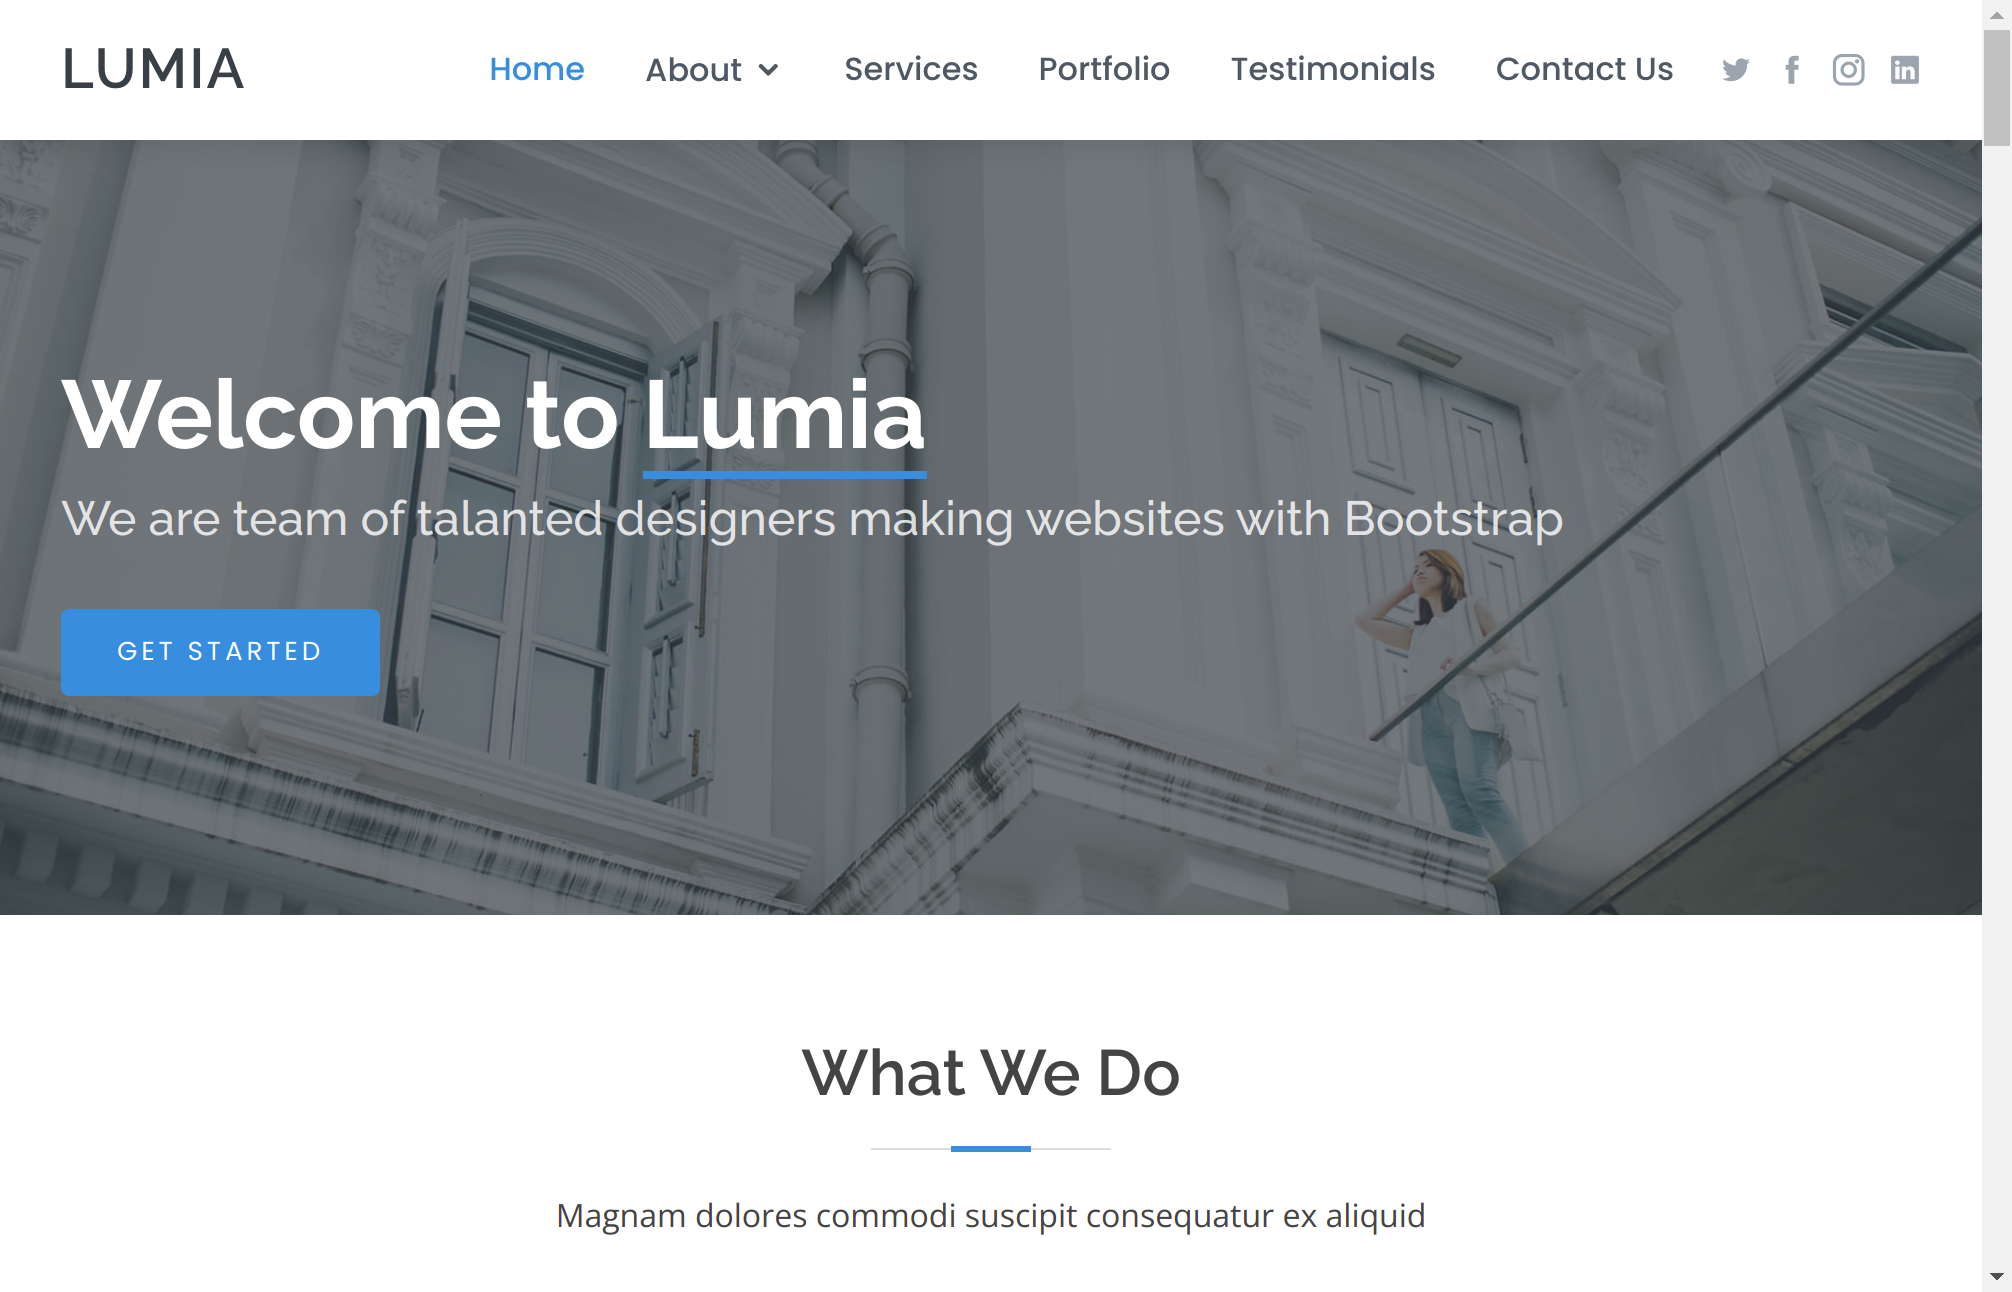 LUMIA
Home About Services Portfolio Testimonials Contact Us
Welcome to Lumia
We are team of talanted designers making websites with Bootstrap
GET STARTED
What We Do
Magnam dolores commodi suscipit consequatur ex aliquid